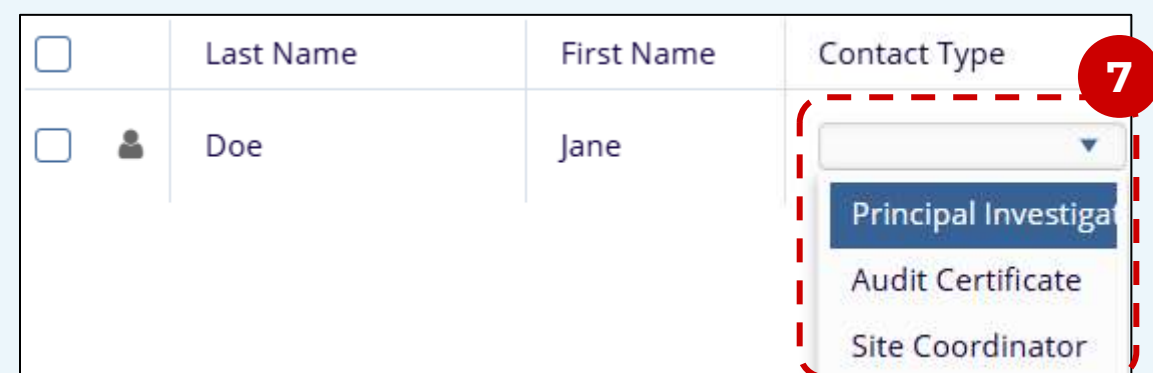 Last Name First Name Contact Type
7
Doe Jane
Principal Investigat
Audit Certificate
Site Coordinator